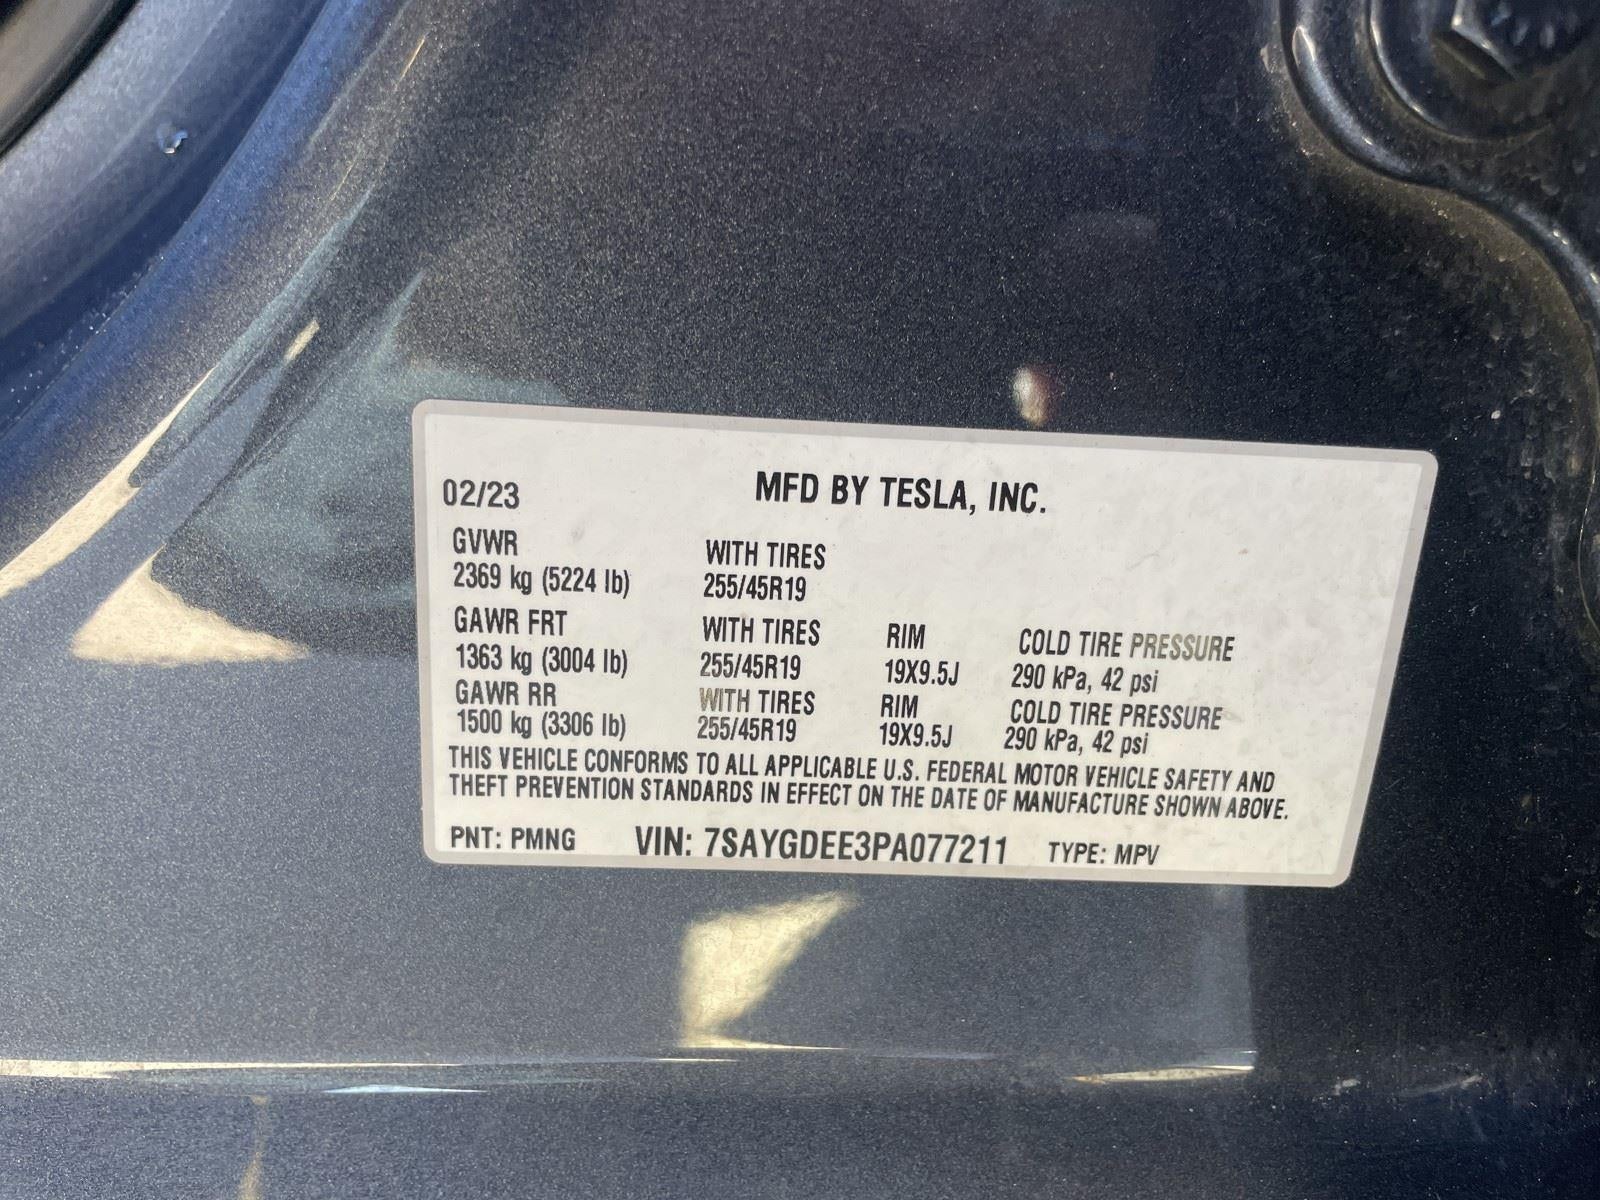 02/23 MFD BY TESLA, INC.
GVWR WITH TIRES
2369 kg (5224 lb) 255/45R19
GAWR FRT WITH TIRES RIM COLD TIRE PRESSURE
1363 kg (3004 lb) 255/45R19 19X9.5J 290 kPa, 42 psi
GAWR RR WITH TIRES RIM COLD TIRE PRESSURE
1500 kg (3306 lb) 255/45R19 19X9.5J 290 kPa, 42 psi
THIS VEHICLE CONFORMS TO ALL APPLICABLE U.S. FEDERAL MOTOR VEHICLE SAFETY AND
THEFT PREVENTION STANDARDS IN EFFECT ON THE DATE OF MANUFACTURE SHOWN ABOVE.
PNT: PMNG VIN: 7SAYGDEE3PA077211 TYPE: MPV